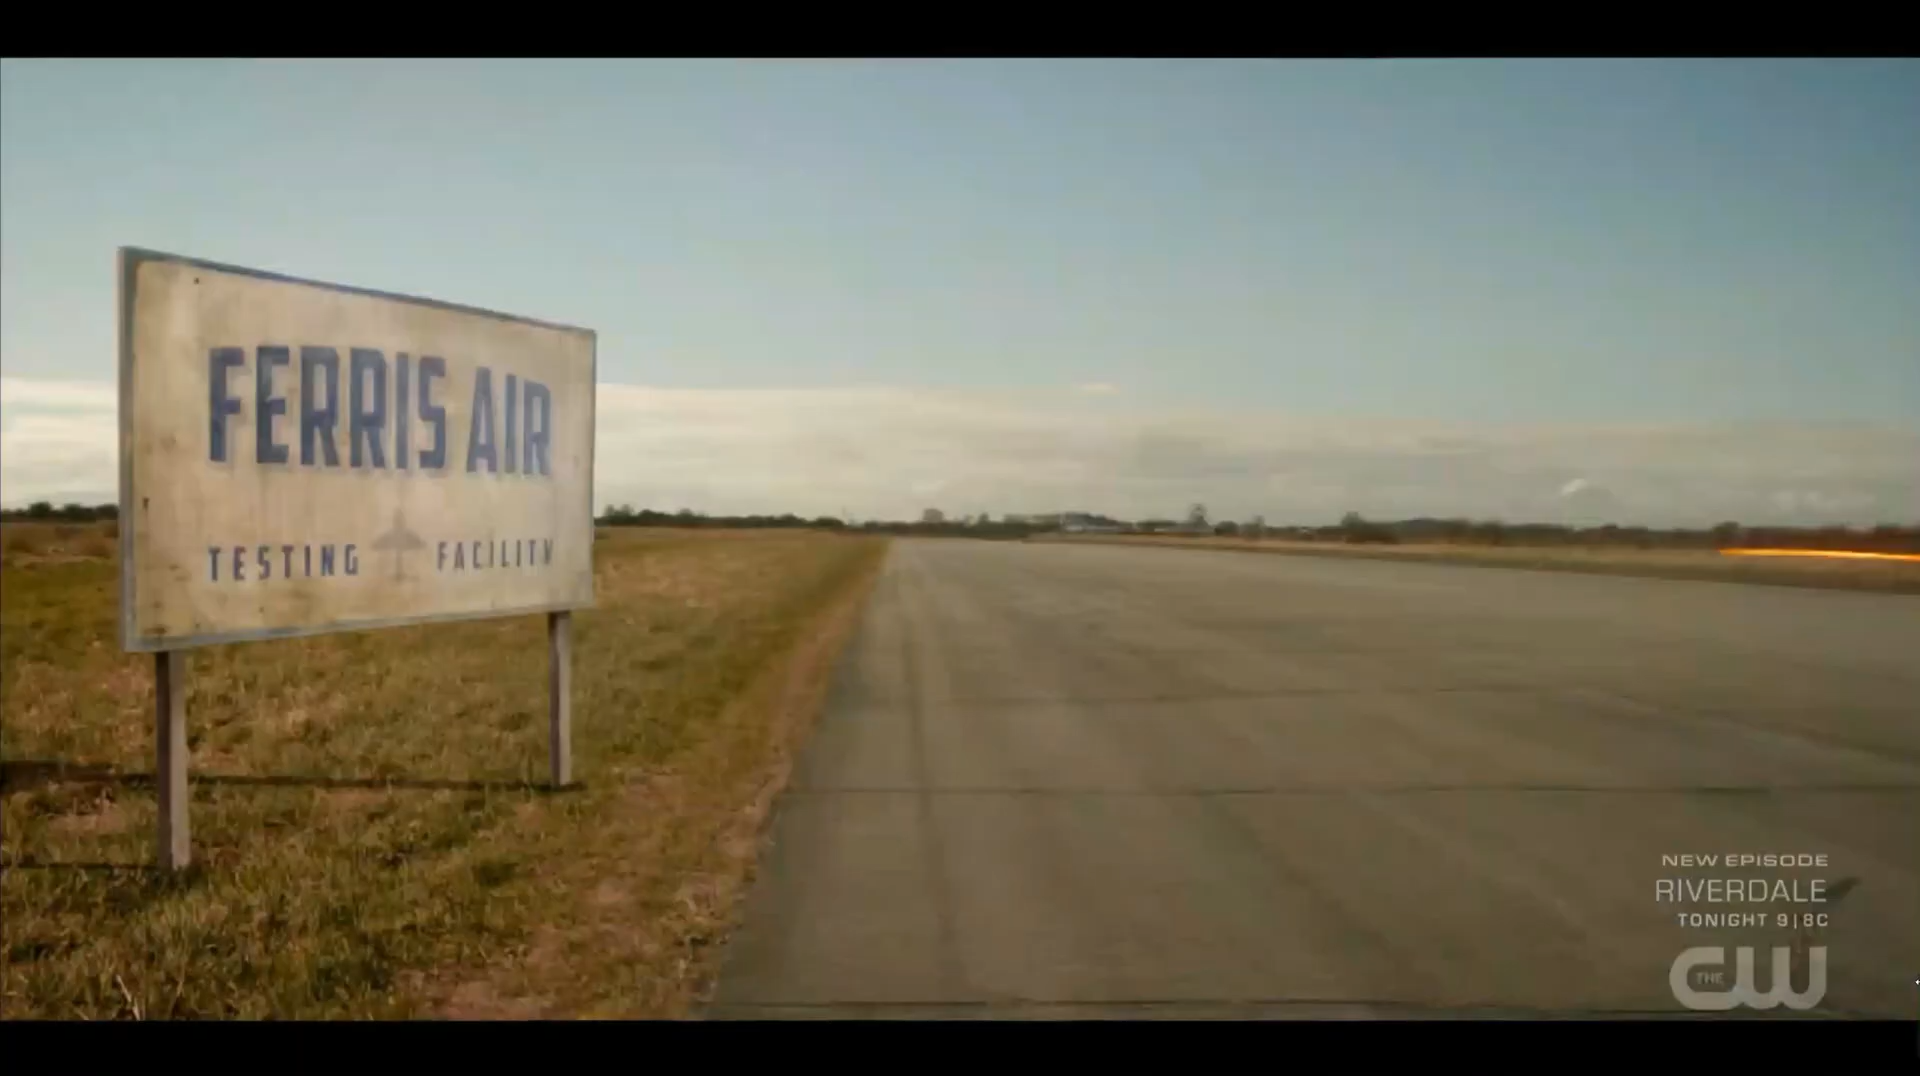 FERRIS AIR
TESTING FACILITY
NEW EPISODE
RIVERDALE
TONIGHT 9|8C
THE CW